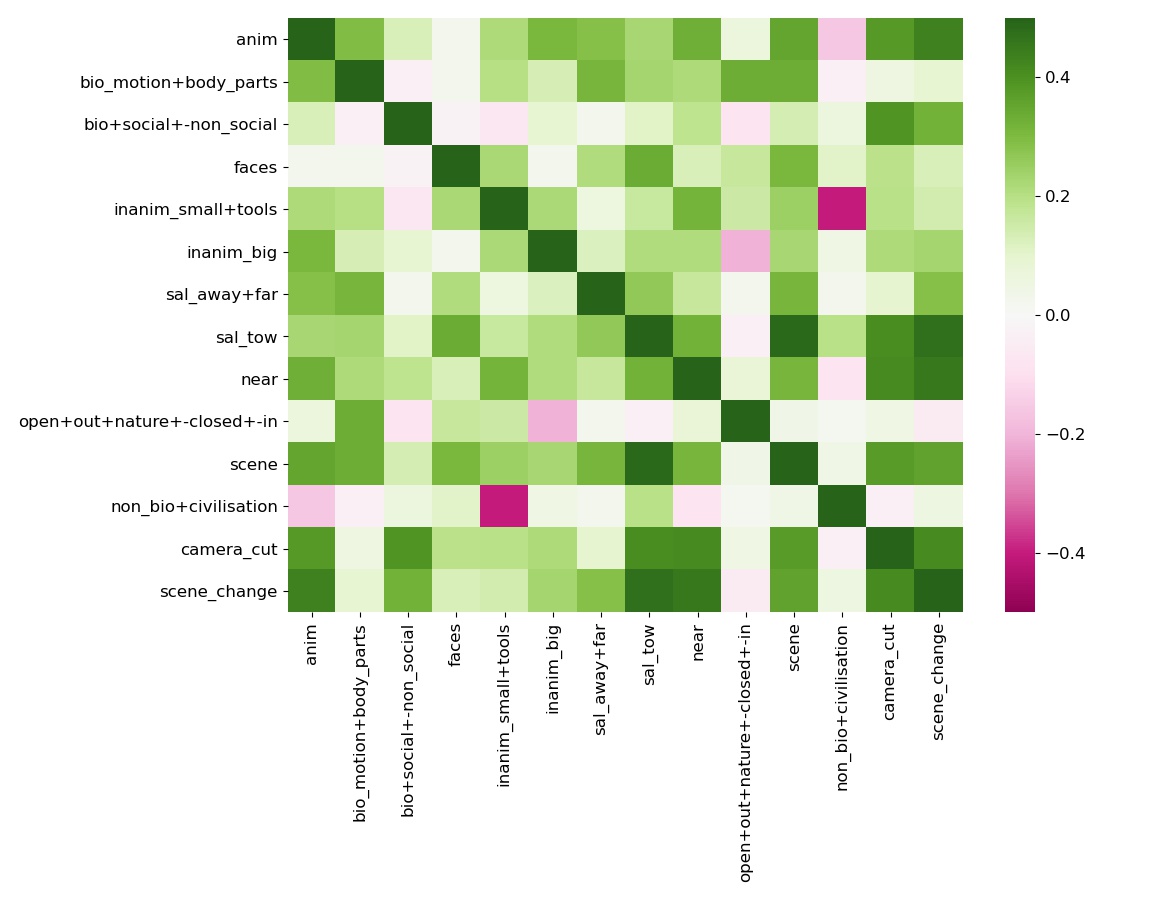 anim
bio_motion+body_parts
bio+social+-non_social
faces
inanim_small+tools
inanim_big
sal_away+far
sal_tow
near
open+out+nature+-closed+-in
scene
non_bio+civilisation
camera_cut
scene_change
anim
bio_motion+body_parts
bio+social+-non_social
faces
inanim_small+tools
inanim_big
sal_away+far
sal_tow
near
open+out+nature+-closed+-in
scene
non_bio+civilisation
camera_cut
scene_change
0.4
0.2
0.0
−0.2
−0.4